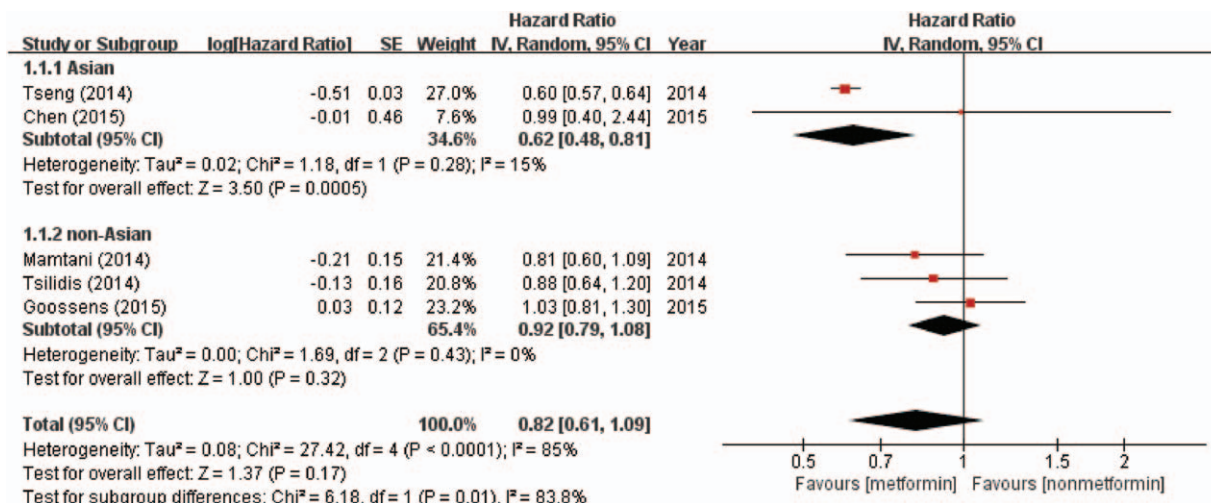 Hazard Ratio Hazard Ratio
Study or Subgroup log[Hazard Ratio] SE Weight IV, Random, 95% CI Year IV, Random, 95% CI
1.1.1 Asian
Tseng (2014) -0.51 0.03 27.0% 0.60 [0.57, 0.64] 2014
Chen (2015) -0.01 0.46 7.6% 0.99 [0.40, 2.44] 2015
Subtotal (95% CI) 34.6% 0.62 [0.48, 0.81]
Heterogeneity: Tau² = 0.02; Chi² = 1.18, df = 1 (P = 0.28); I² = 15%
Test for overall effect: Z = 3.50 (P = 0.0005)
1.1.2 non-Asian
Mamtani (2014) -0.21 0.15 21.4% 0.81 [0.60, 1.09] 2014
Tsilidis (2014) -0.13 0.16 20.8% 0.88 [0.64, 1.20] 2014
Goossens (2015) 0.03 0.12 23.2% 1.03 [0.81, 1.30] 2015
Subtotal (95% CI) 65.4% 0.92 [0.79, 1.08]
Heterogeneity: Tau² = 0.00; Chi² = 1.69, df = 2 (P = 0.43); I² = 0%
Test for overall effect: Z = 1.00 (P = 0.32)
Total (95% CI) 100.0% 0.82 [0.61, 1.09]
Heterogeneity: Tau² = 0.08; Chi² = 27.42, df = 4 (P < 0.0001); I² = 85%
Test for overall effect: Z = 1.37 (P = 0.17)
Test for subgroup differences: Chi² = 6.18, df = 1 (P = 0.01), I² = 83.8%
0.5 0.7 1 1.5 2
Favours [metformin] Favours [nonmetformin]